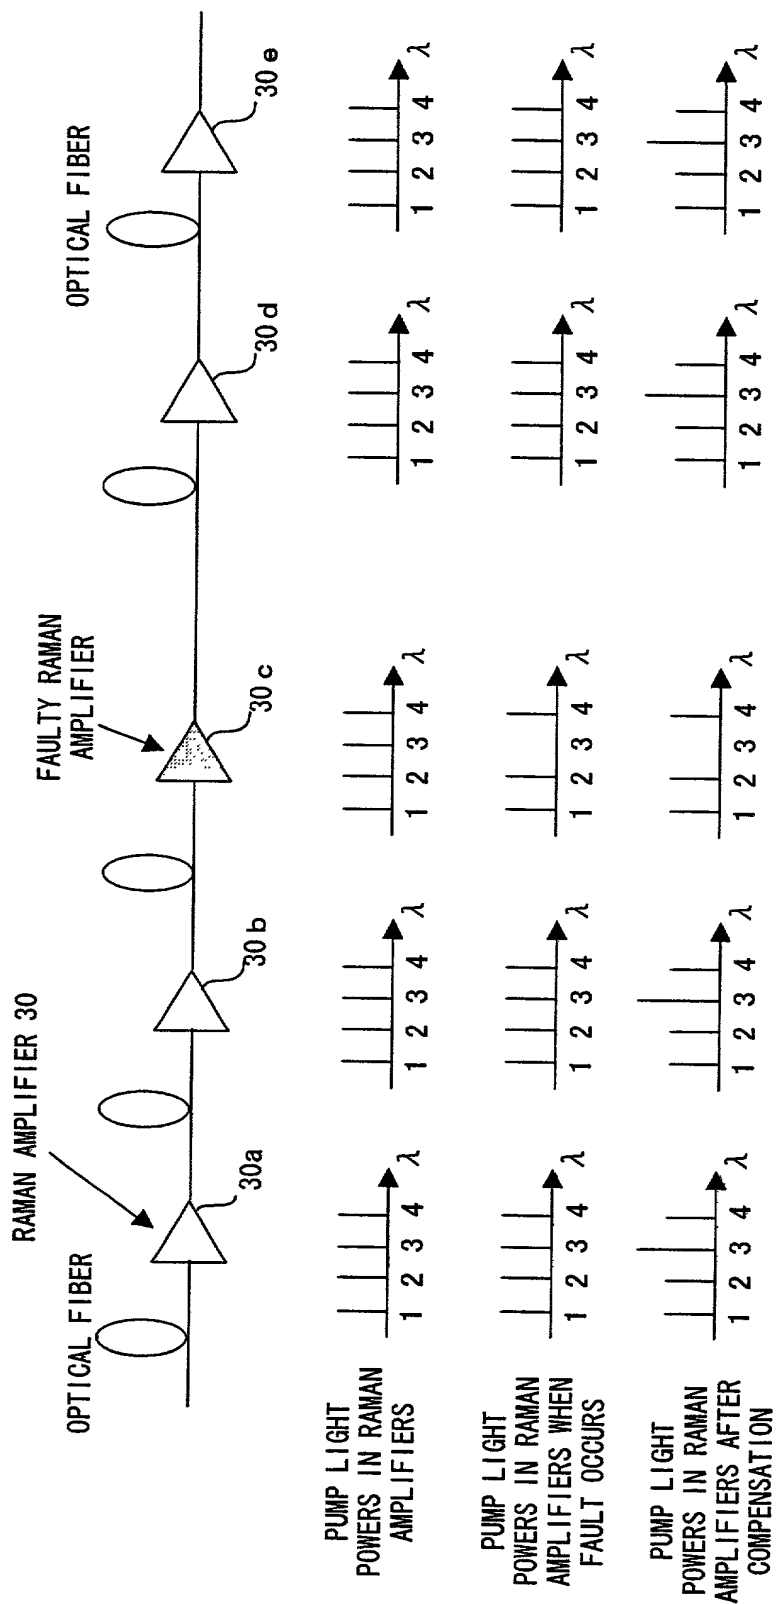 RAMAN AMPLIFIER 30
FAULTY RAMAN
AMPLIFIER
OPTICAL FIBER
OPTICAL FIBER
30a
30b
30c
30d
30e
PUMP LIGHT
POWERS IN RAMAN
AMPLIFIERS
1 2 3 4 λ
1 2 3 4 λ
1 2 3 4 λ
1 2 3 4 λ
1 2 3 4 λ
PUMP LIGHT
POWERS IN RAMAN
AMPLIFIERS WHEN
FAULT OCCURS
1 2 3 4 λ
1 2 3 4 λ
1 2 3 4 λ
1 2 3 4 λ
1 2 3 4 λ
PUMP LIGHT
POWERS IN RAMAN
AMPLIFIERS AFTER
COMPENSATION
1 2 3 4 λ
1 2 3 4 λ
1 2 3 4 λ
1 2 3 4 λ
1 2 3 4 λ